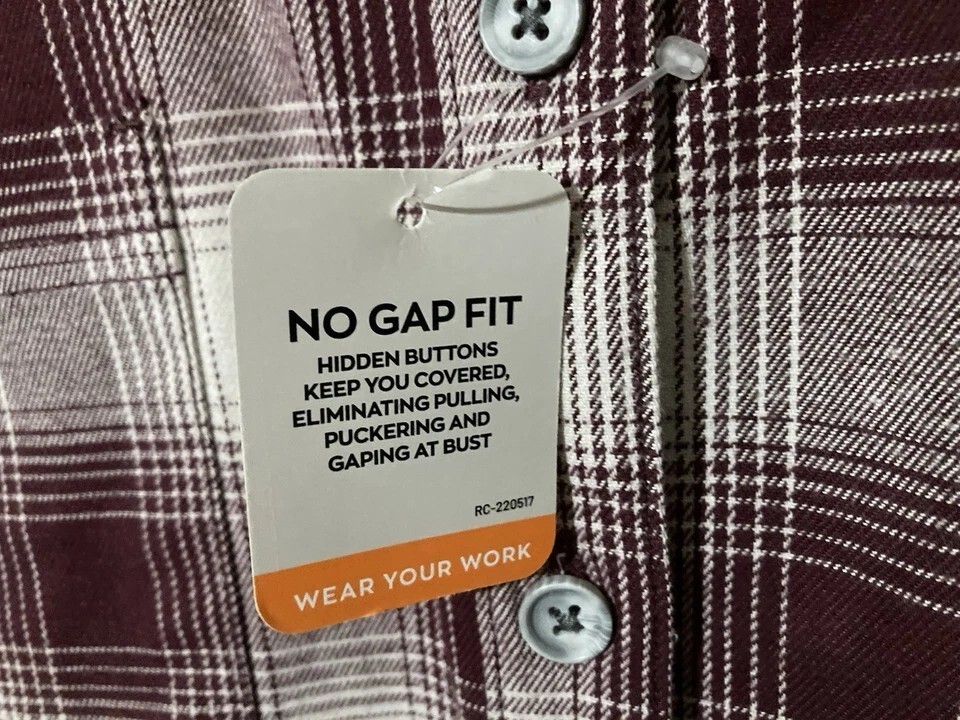 NO GAP FIT
HIDDEN BUTTONS
KEEP YOU COVERED,
ELIMINATING PULLING,
PUCKERING AND
GAPING AT BUST
RC-220517
WEAR YOUR WORK